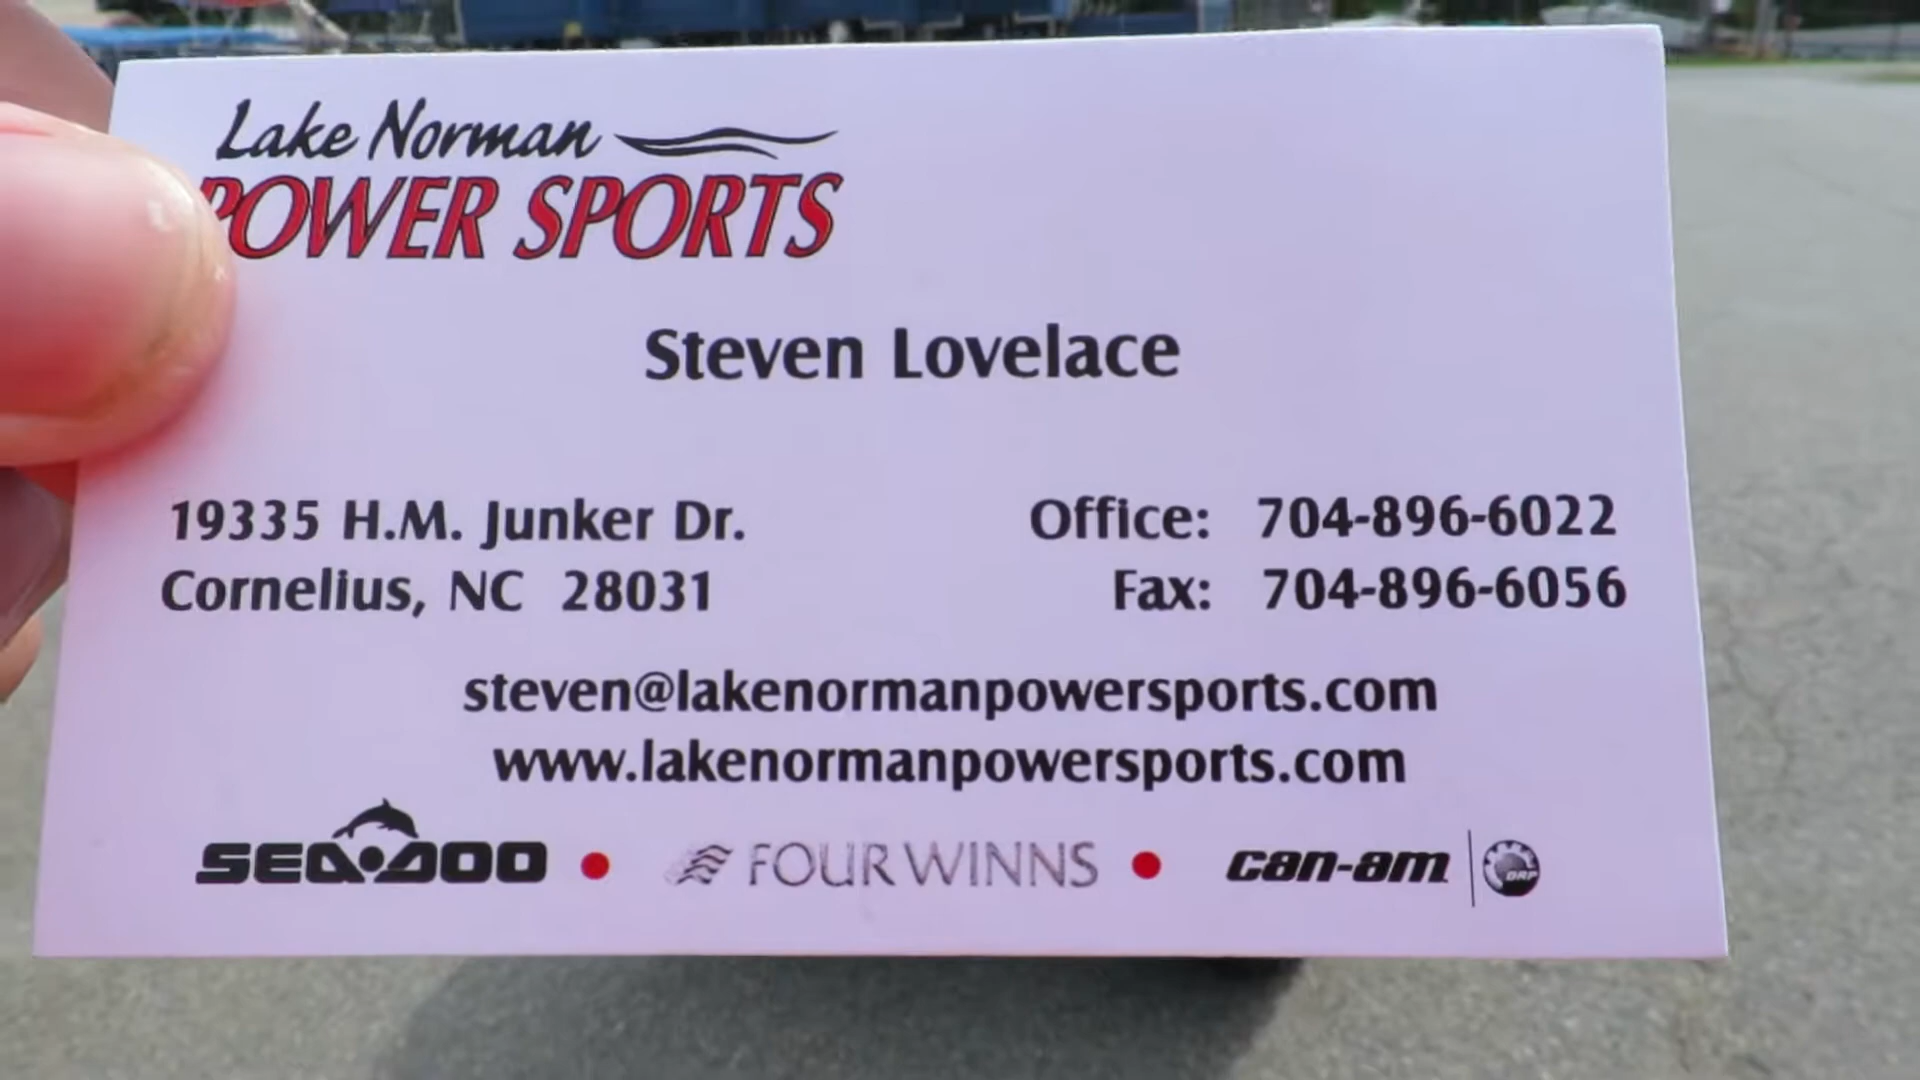 Lake Norman
POWER SPORTS
Steven Lovelace
19335 H.M. Junker Dr.
Cornelius, NC 28031
Office: 704-896-6022
Fax: 704-896-6056
steven@lakenormanpowersports.com
www.lakenormanpowersports.com
SEA-DOO • FOUR WINNS • can-am | BRP